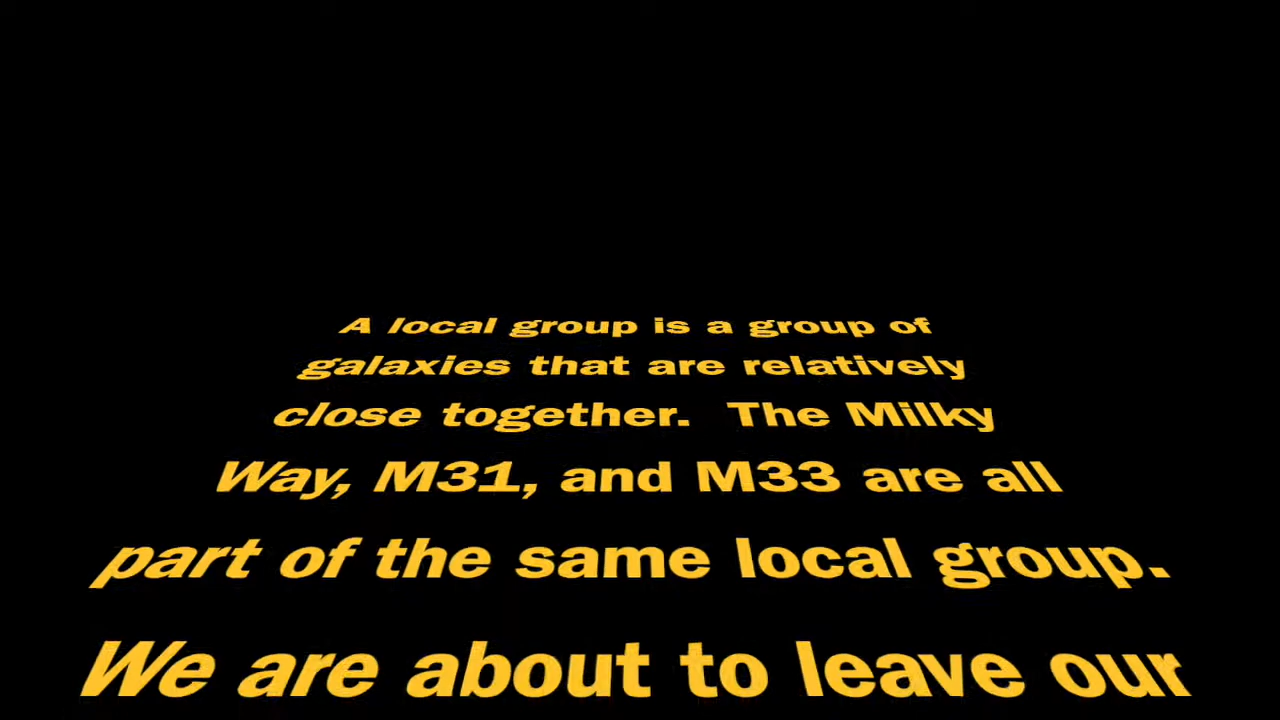 A local group is a group of
galaxies that are relatively
close together.  The Milky
Way, M31, and M33 are all
part of the same local group.
We are about to leave our